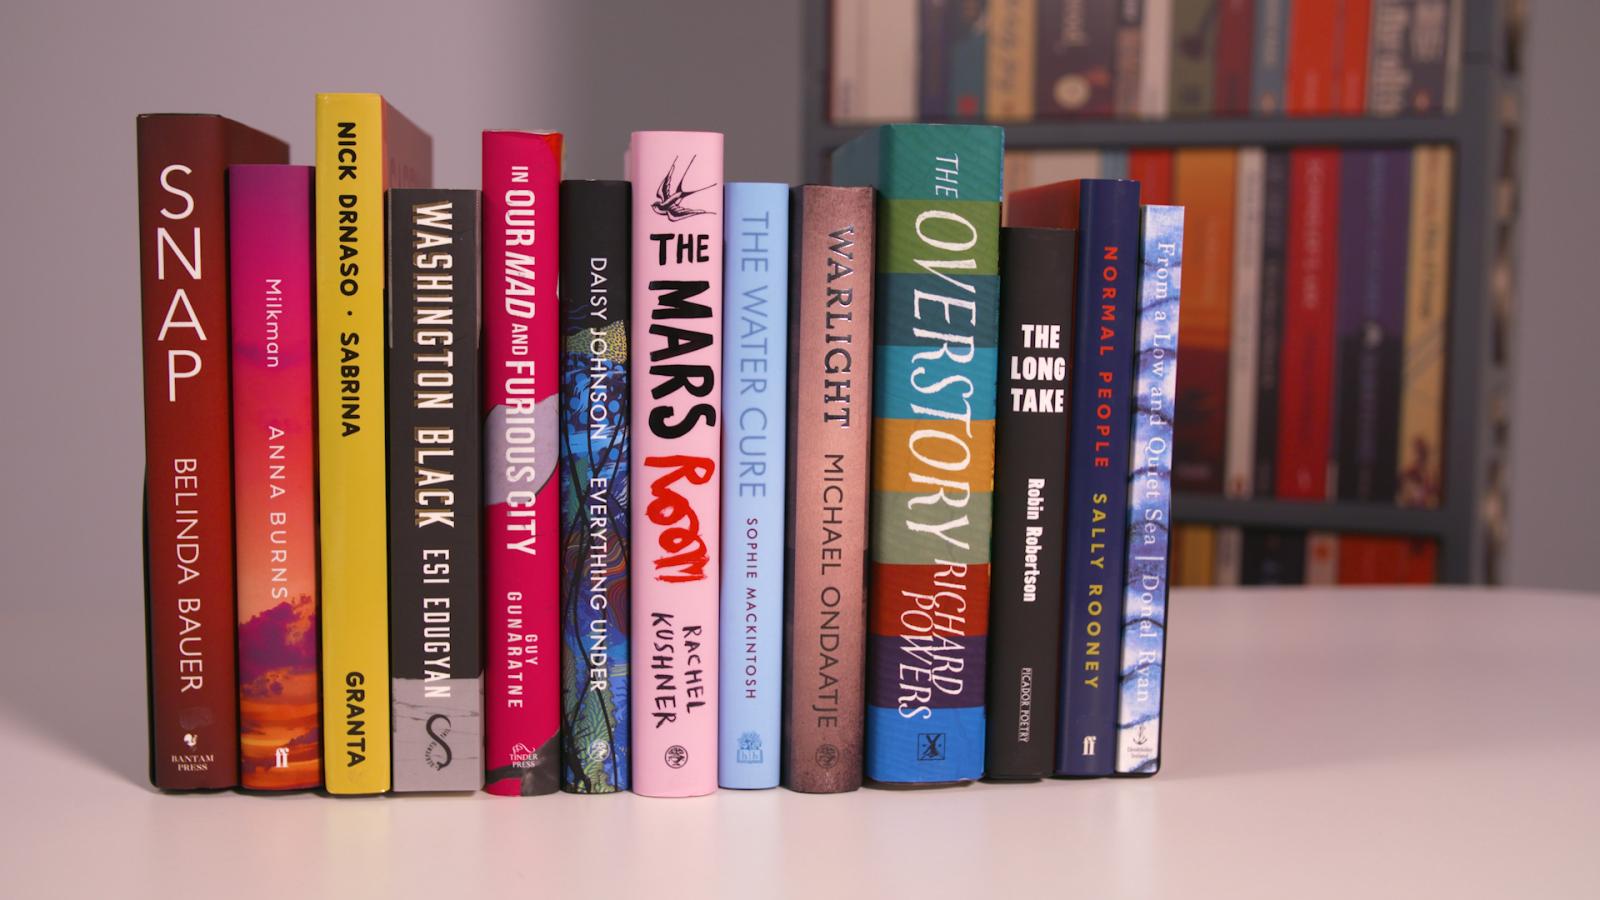 SNAP
BELINDA BAUER
BANTAM
PRESS
Milkman
ANNA BURNS
ff
NICK DRNASO · SABRINA
GRANTA
WASHINGTON BLACK
ESI EDUGYAN
IN OUR MAD AND FURIOUS CITY
GUY
GUNARATNE
TINDER
PRESS
DAISY JOHNSON
EVERYTHING UNDER
THE
MARS
ROOM
RACHEL
KUSHNER
THE WATER CURE
SOPHIE MACKINTOSH
WARLIGHT
MICHAEL ONDAATJE
THE OVERSTORY
RICHARD
POWERS
THE
LONG
TAKE
Robin Robertson
PICADOR POETRY
NORMAL PEOPLE
SALLY ROONEY
ff
From a Low and Quiet Sea | Donal Ryan
Doubleday
Ireland